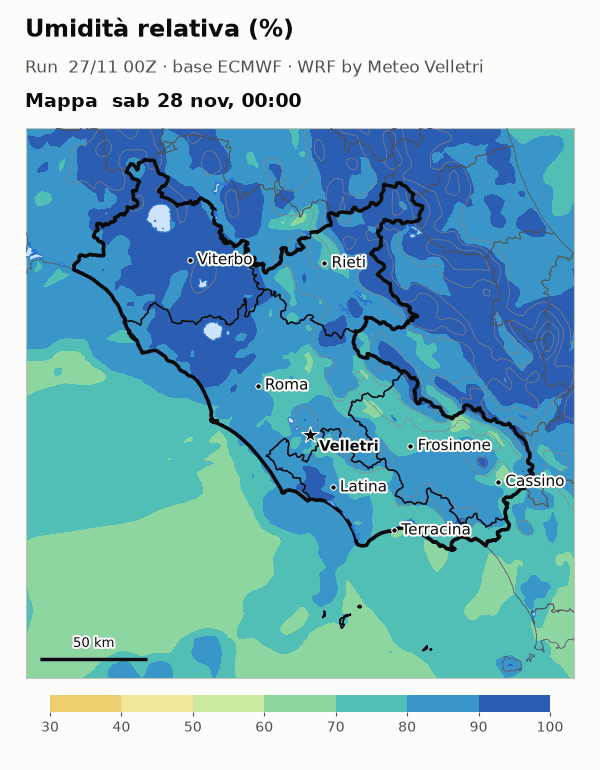 Umidità relativa (%)
Run  27/11 00Z · base ECMWF · WRF by Meteo Velletri
Mappa  sab 28 nov, 00:00
Viterbo
Rieti
Roma
Velletri
Frosinone
Cassino
Latina
Terracina
50 km
30 40 50 60 70 80 90 100